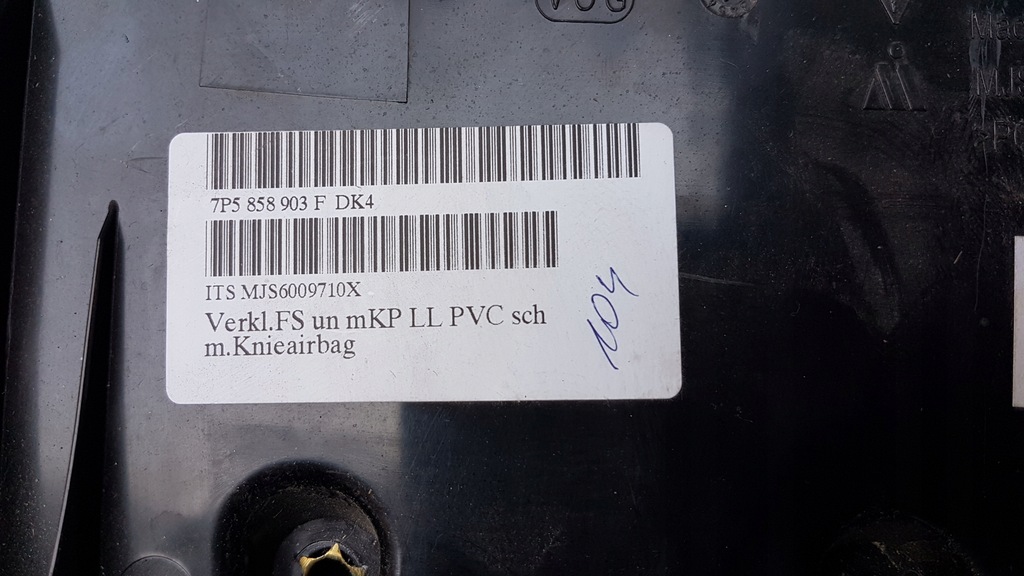 7P5 858 903 F DK4
ITS MJS6009710X
Verkl.FS un mKP LL PVC sch
m.Knieairbag
104